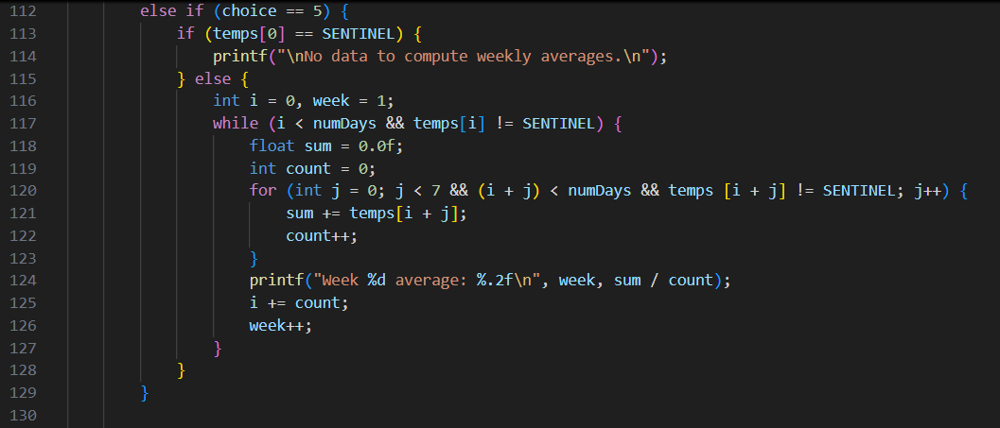 112 else if (choice == 5) {
113 if (temps[0] == SENTINEL) {
114 printf("\nNo data to compute weekly averages.\n");
115 } else {
116 int i = 0, week = 1;
117 while (i < numDays && temps[i] != SENTINEL) {
118 float sum = 0.0f;
119 int count = 0;
120 for (int j = 0; j < 7 && (i + j) < numDays && temps [i + j] != SENTINEL; j++) {
121 sum += temps[i + j];
122 count++;
123 }
124 printf("Week %d average: %.2f\n", week, sum / count);
125 i += count;
126 week++;
127 }
128 }
129 }
130